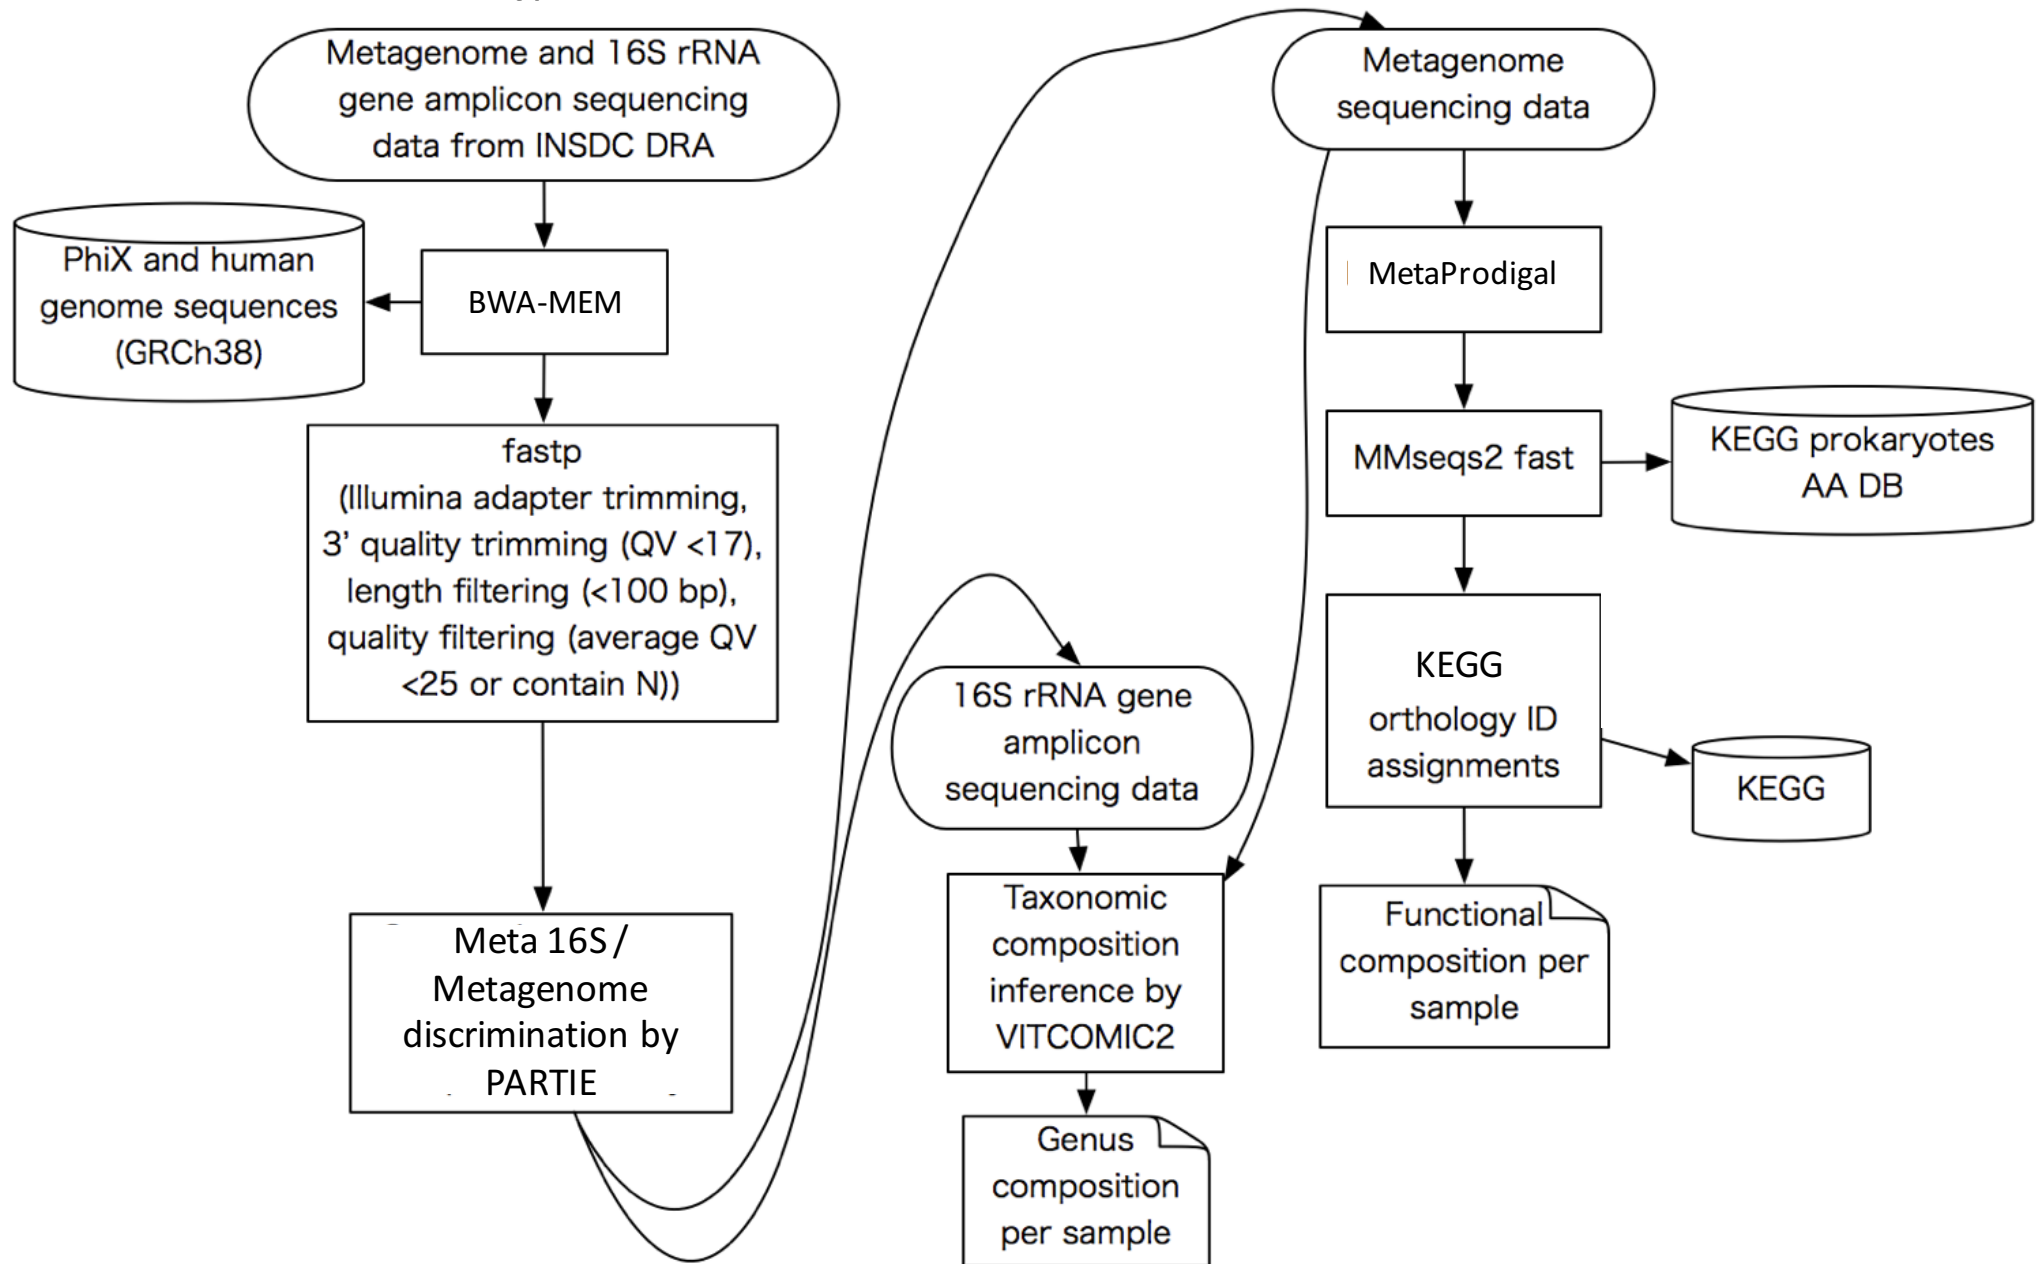 Metagenome and 16S rRNA
gene amplicon sequencing
data from INSDC DRA
PhiX and human
genome sequences
(GRCh38)
BWA-MEM
fastp
(Illumina adapter trimming,
3’ quality trimming (QV <17),
length filtering (<100 bp),
quality filtering (average QV
<25 or contain N))
Meta 16S/
Metagenome
discrimination by
PARTIE
16S rRNA gene
amplicon
sequencing data
Taxonomic
composition
inference by
VITCOMIC2
Genus
composition
per sample
Metagenome
sequencing data
MetaProdigal
MMseqs2 fast
KEGG prokaryotes
AA DB
KEGG
orthology ID
assignments
KEGG
Functional
composition per
sample